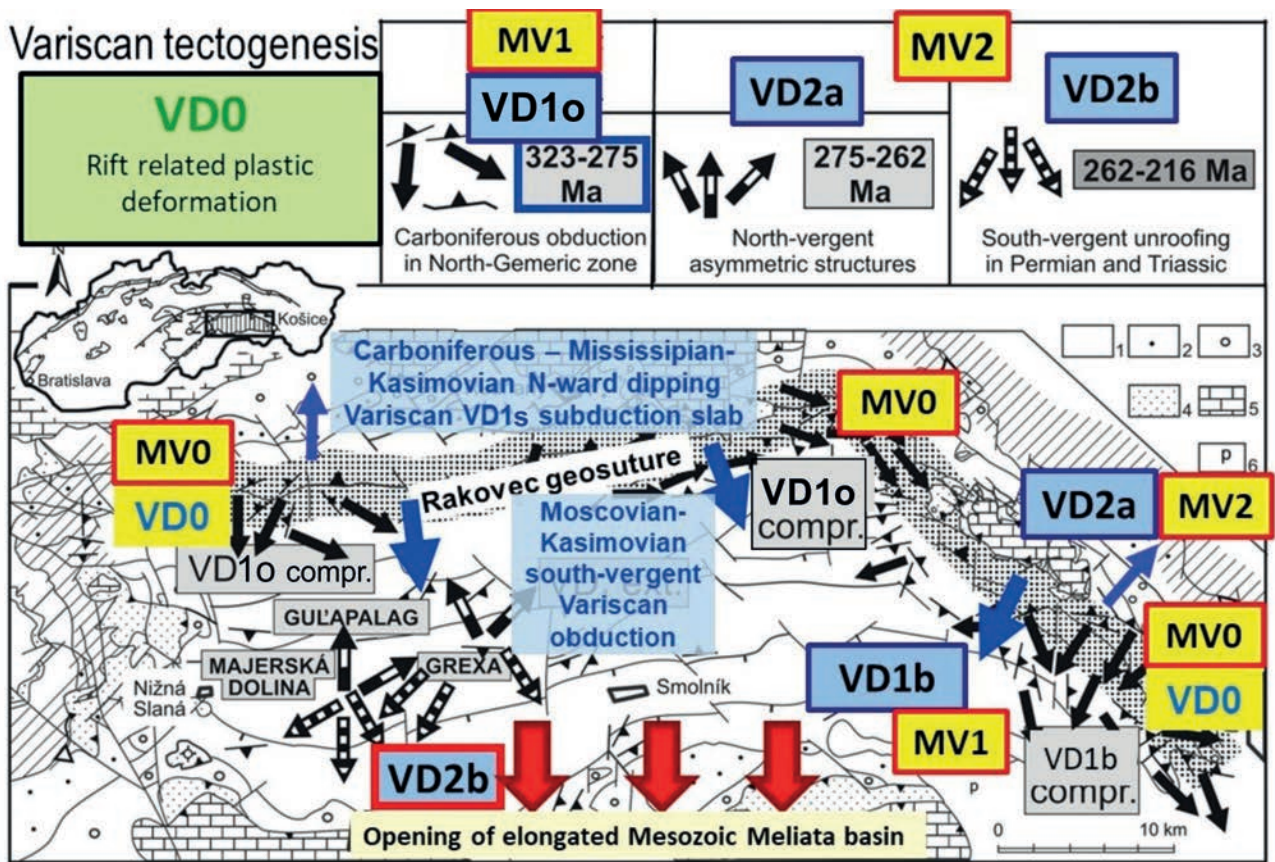 Variscan tectogenesis
VD0
Rift related plastic
deformation
MV1
VD1o
323-275
Ma
Carboniferous obduction
in North-Gemeric zone
MV2
VD2a
275-262
Ma
North-vergent
asymmetric structures
VD2b
262-216 Ma
South-vergent unroofing
in Permian and Triassic
N
Košice
Bratislava
Carboniferous – Mississipian-
Kasimovian N-ward dipping
Variscan VD1s subduction slab
1
2
3
4
5
p
6
MV0
VD0
MV0
Rakovec geosuture
VD1o
compr.
VD2a
MV2
Moscovian-
Kasimovian
south-vergent
Variscan
obduction
ext.
VD1o compr.
GUĽAPALAG
MAJERSKÁ
DOLINA
GREXA
Nižná
Slaná
Smolník
MV0
VD0
VD1b
MV1
p
VD1b
compr.
VD2b
Opening of elongated Mesozoic Meliata basin
0
10 km